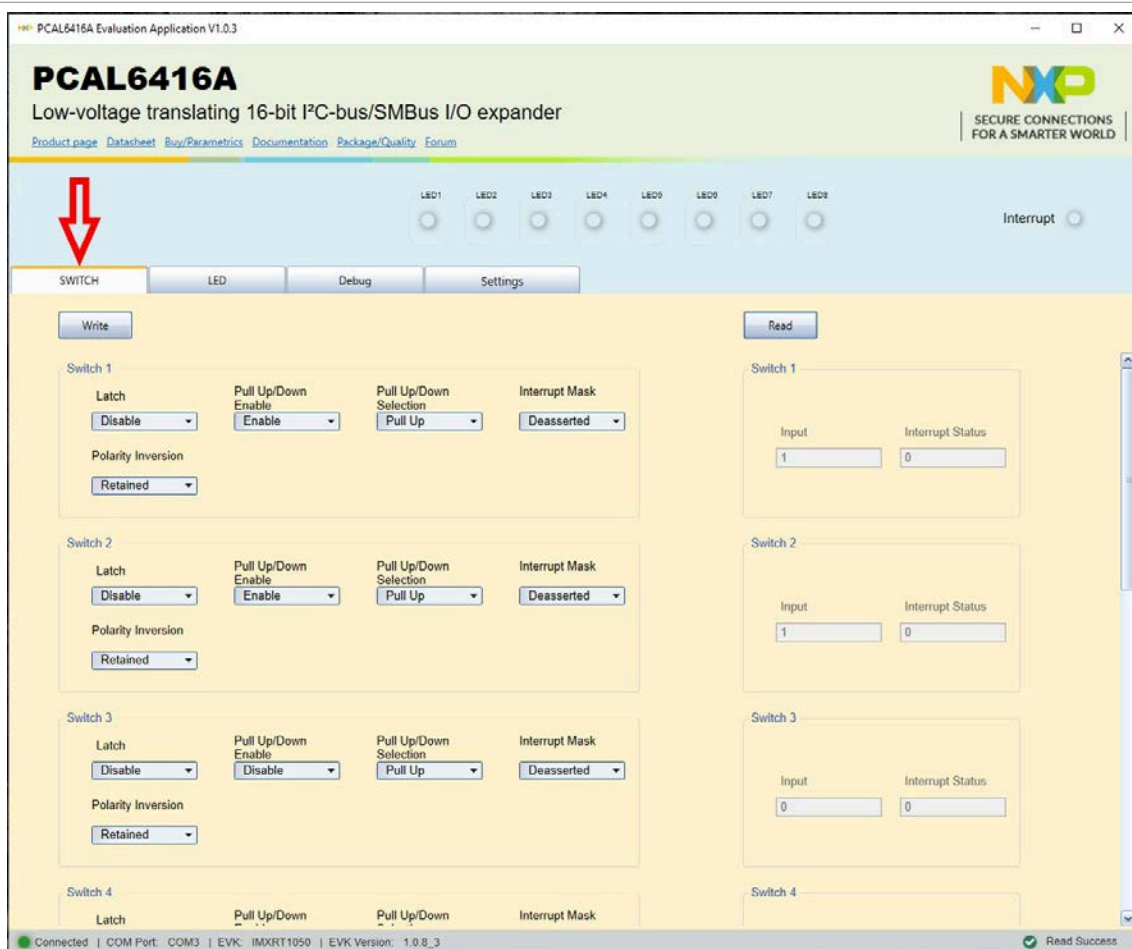 PCAL6416A Evaluation Application V1.0.3
PCAL6416A
Low-voltage translating 16-bit I²C-bus/SMBus I/O expander
Product page Datasheet Buy/Parametrics Documentation Package/Quality Forum
NXP
SECURE CONNECTIONS
FOR A SMARTER WORLD
LED1 LED2 LED3 LED4 LED5 LED6 LED7 LED8
Interrupt
SWITCH LED Debug Settings
Write
Read
Switch 1
Latch
Pull Up/Down
Enable
Pull Up/Down
Selection
Interrupt Mask
Disable Enable Pull Up Deasserted
Polarity Inversion
Retained
Switch 1
Input Interrupt Status
1 0
Switch 2
Latch
Pull Up/Down
Enable
Pull Up/Down
Selection
Interrupt Mask
Disable Enable Pull Up Deasserted
Polarity Inversion
Retained
Switch 2
Input Interrupt Status
1 0
Switch 3
Latch
Pull Up/Down
Enable
Pull Up/Down
Selection
Interrupt Mask
Disable Disable Pull Up Deasserted
Polarity Inversion
Retained
Switch 3
Input Interrupt Status
0 0
Switch 4
Latch
Pull Up/Down
Pull Up/Down
Interrupt Mask
Switch 4
Connected | COM Port: COM3 | EVK: IMXRT1050 | EVK Version: 1.0.8_3
Read Success